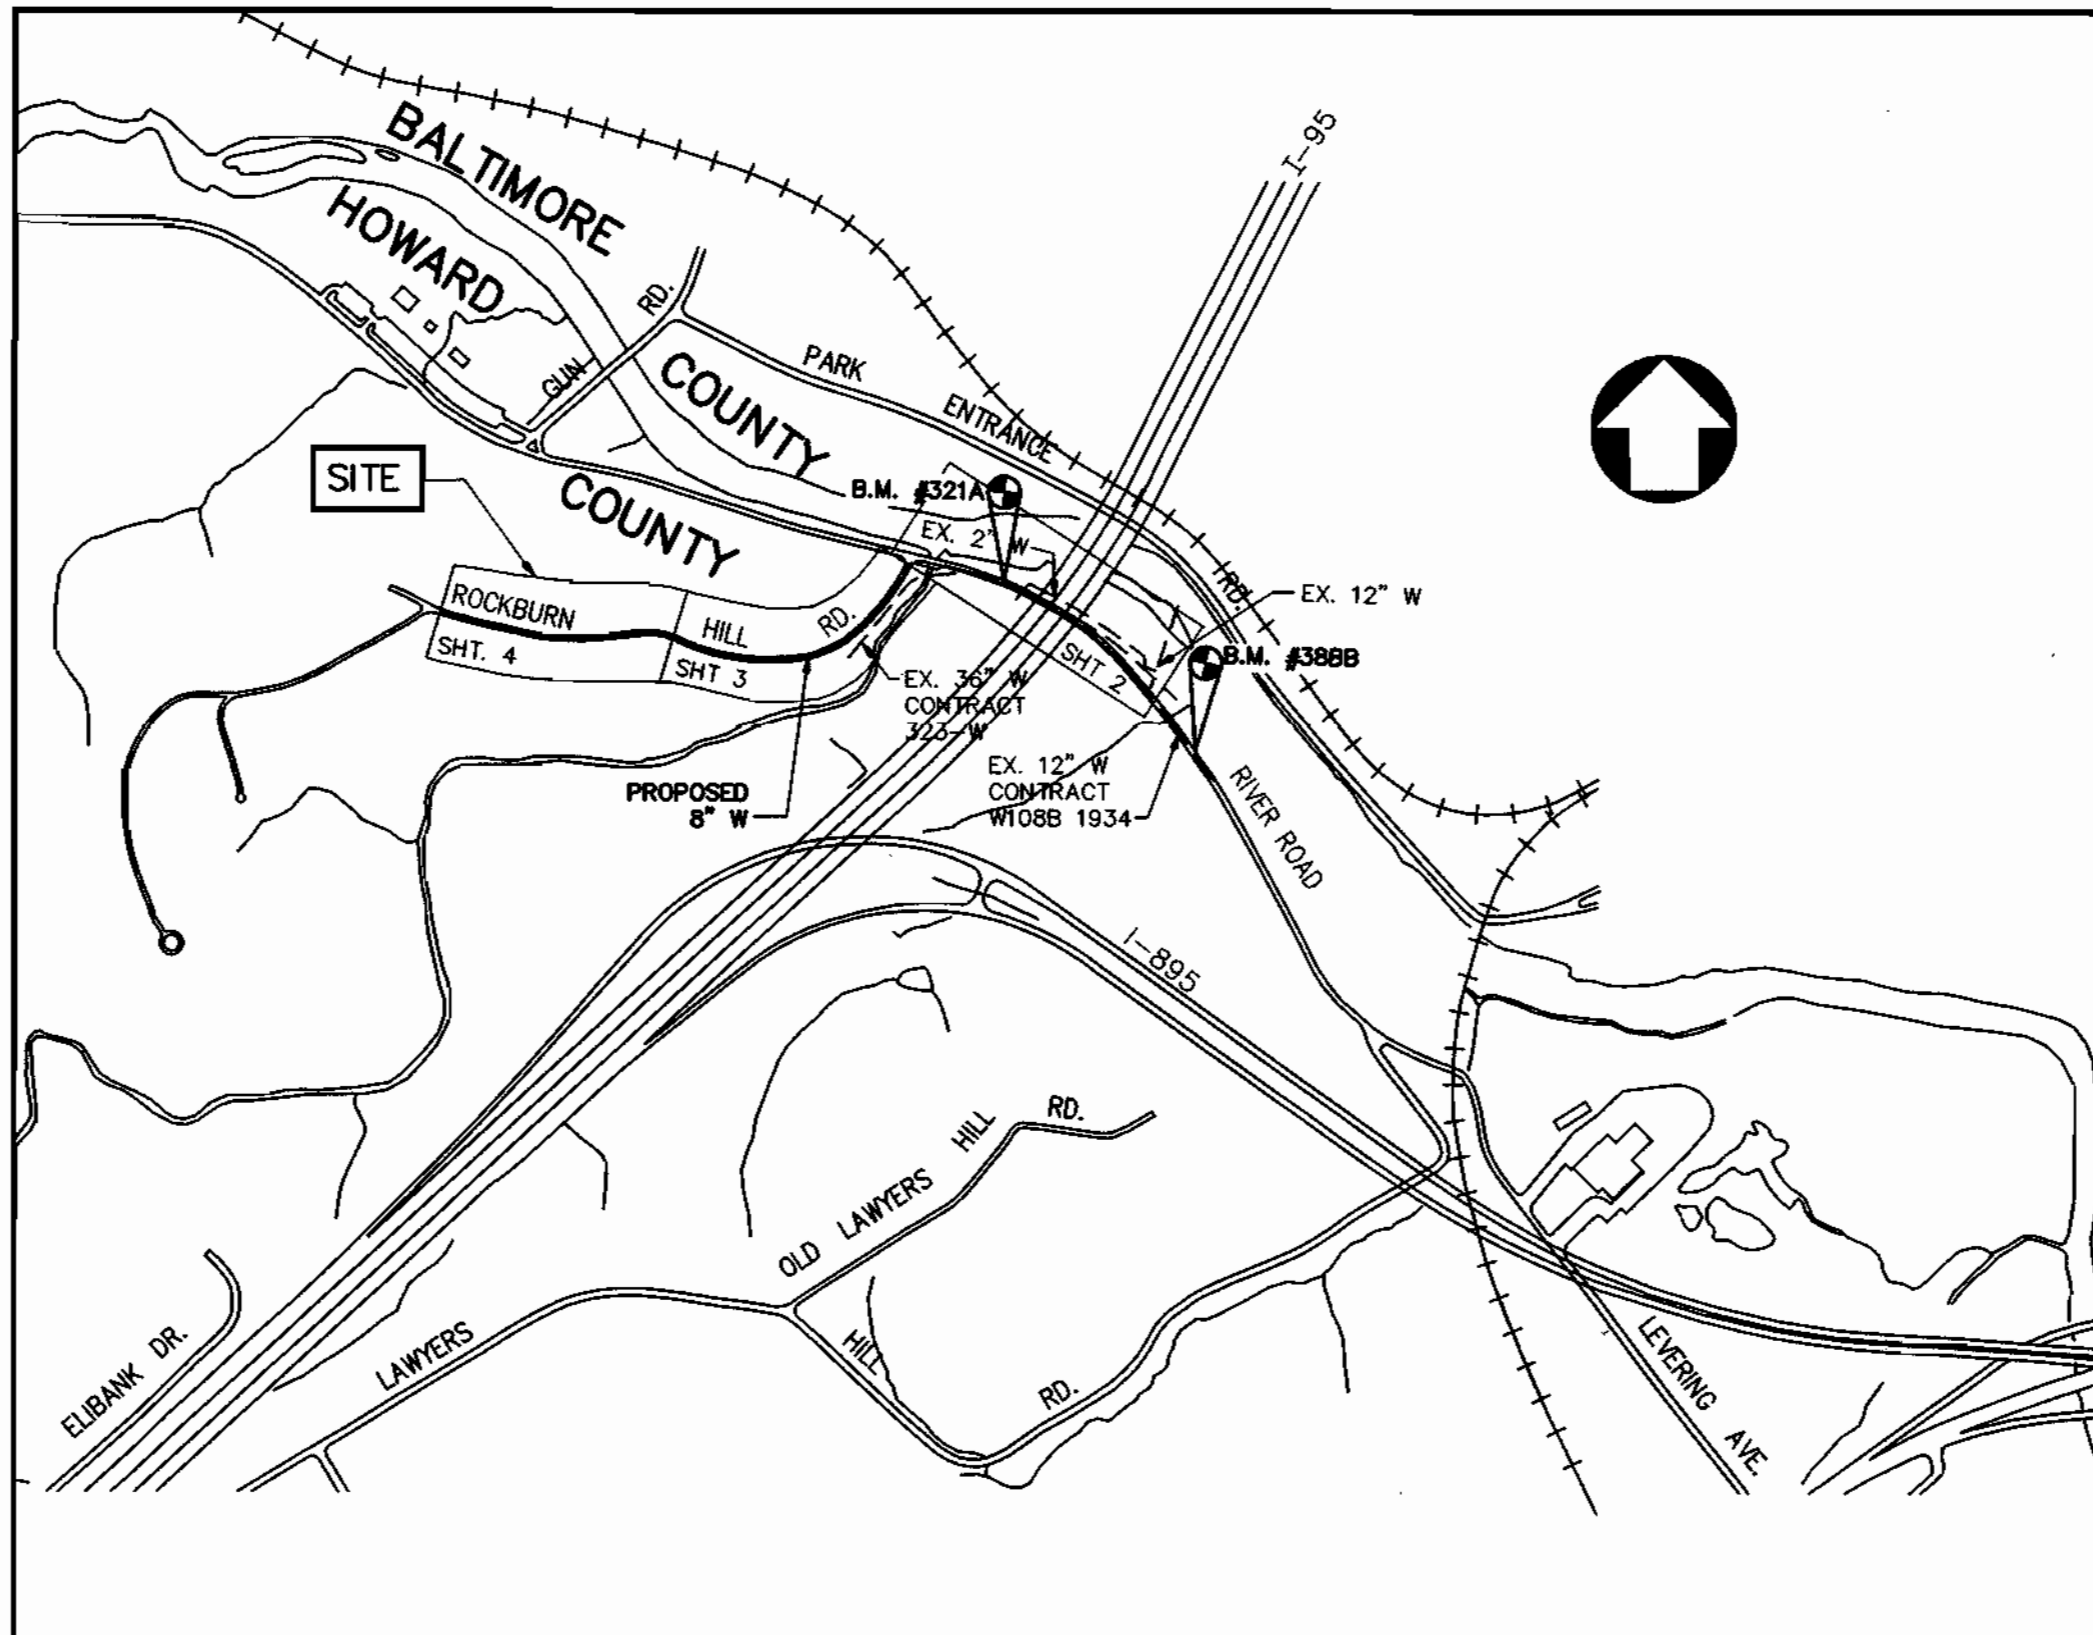 I-95
BALTIMORE
COUNTY
HOWARD
COUNTY
GUN
RD.
PARK
ENTRANCE
RD.
SITE
B.M. #321A
EX. 2" W
EX. 12" W
ROCKBURN
HILL
RD.
SHT. 4
SHT 3
SHT 2
B.M. #388B
EX. 36" W
CONTRACT
323-W
PROPOSED
8" W
EX. 12" W
CONTRACT
W108B 1934
RIVER ROAD
I-895
OLD LAWYERS HILL RD.
LAWYERS
HILL
RD.
ELIBANK DR.
LEVERING AVE.